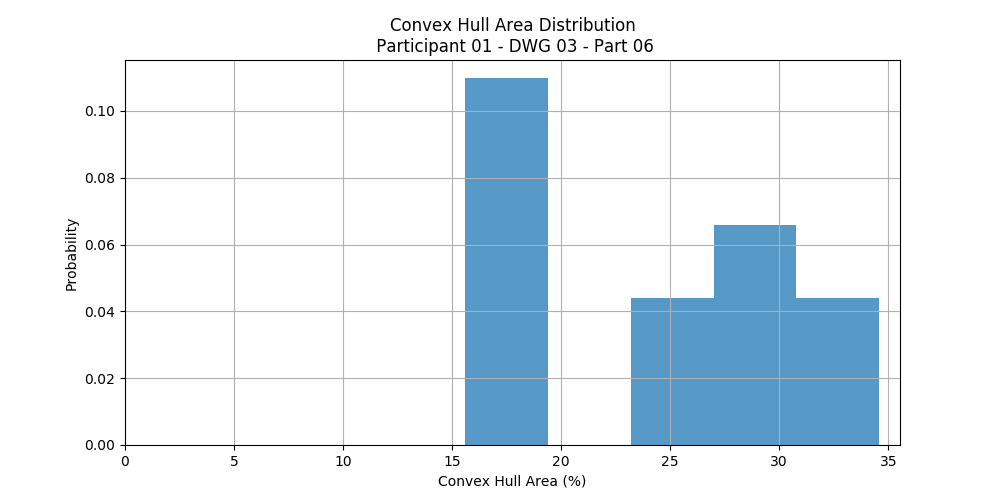 Convex Hull Area Distribution
Participant 01 - DWG 03 - Part 06
Probability
0.10
0.08
0.06
0.04
0.02
0.00
0 5 10 15 20 25 30 35
Convex Hull Area (%)